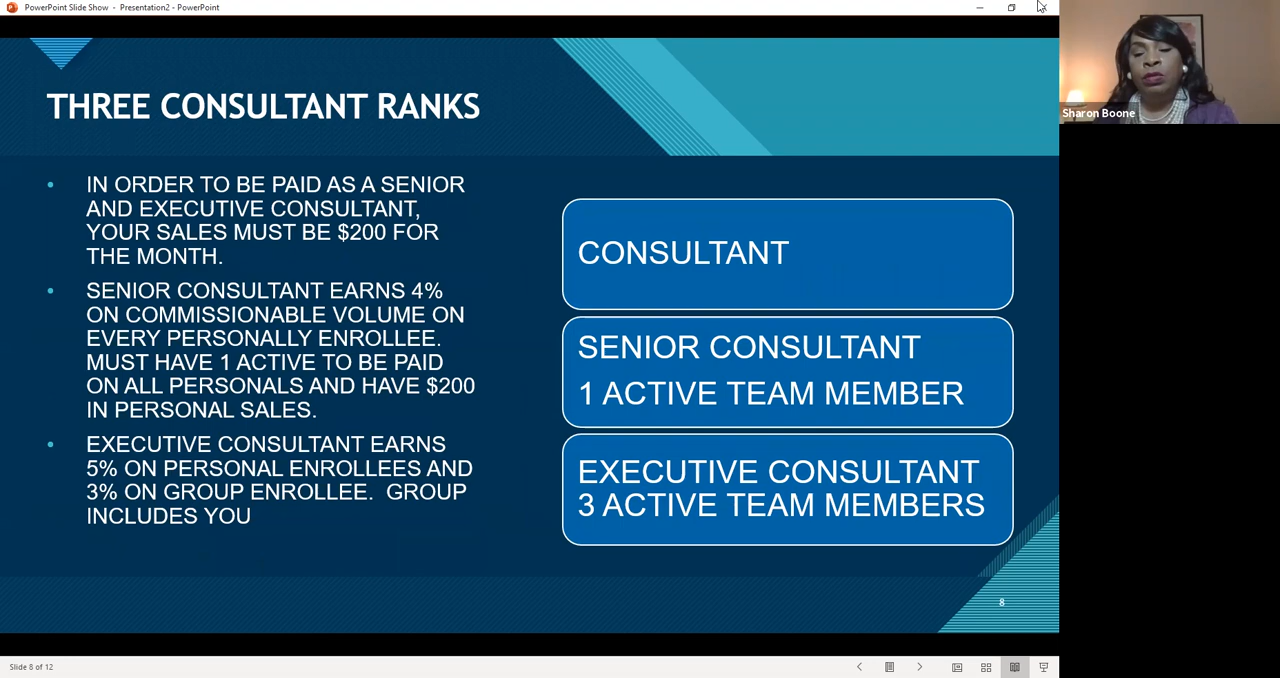 PowerPoint Slide Show - Presentation2 - PowerPoint
THREE CONSULTANT RANKS
• IN ORDER TO BE PAID AS A SENIOR
AND EXECUTIVE CONSULTANT,
YOUR SALES MUST BE $200 FOR
THE MONTH.
• SENIOR CONSULTANT EARNS 4%
ON COMMISSIONABLE VOLUME ON
EVERY PERSONALLY ENROLLEE.
MUST HAVE 1 ACTIVE TO BE PAID
ON ALL PERSONALS AND HAVE $200
IN PERSONAL SALES.
• EXECUTIVE CONSULTANT EARNS
5% ON PERSONAL ENROLLEES AND
3% ON GROUP ENROLLEE. GROUP
INCLUDES YOU
CONSULTANT
SENIOR CONSULTANT
1 ACTIVE TEAM MEMBER
EXECUTIVE CONSULTANT
3 ACTIVE TEAM MEMBERS
8
Sharon Boone
Slide 8 of 12